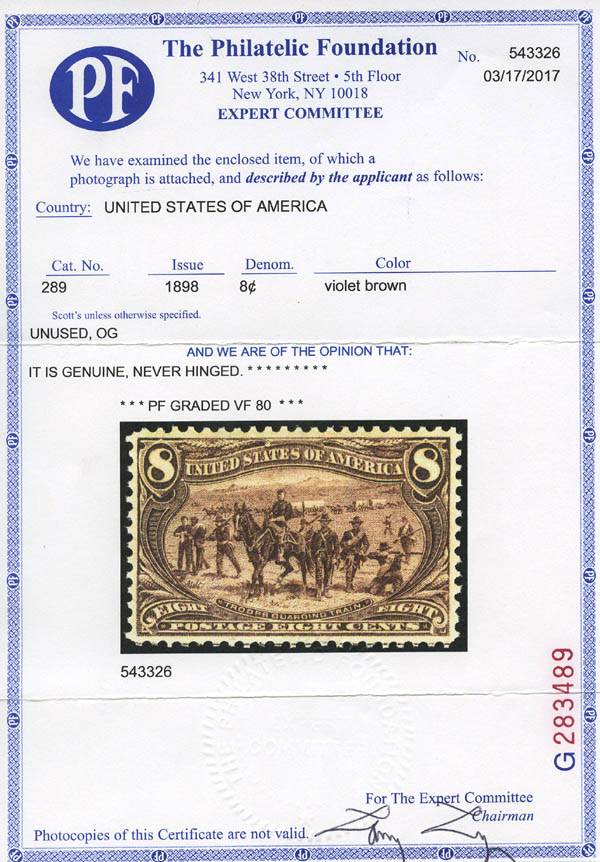 PF
The Philatelic Foundation
No. 543326
341 West 38th Street • 5th Floor
03/17/2017
New York, NY 10018
EXPERT COMMITTEE
We have examined the enclosed item, of which a
photograph is attached, and described by the applicant as follows:
Country: UNITED STATES OF AMERICA
Cat. No. Issue Denom. Color
289 1898 8¢ violet brown
Scott's unless otherwise specified.
UNUSED, OG
AND WE ARE OF THE OPINION THAT:
IT IS GENUINE, NEVER HINGED. * * * * * * * * *
* * * PF GRADED VF 80 * * *
8 8
UNITED STATES OF AMERICA
TROOPS GUARDING TRAIN
EIGHT EIGHT
POSTAGE EIGHT CENTS
543326
G 283489
For The Expert Committee
Chairman
Photocopies of this Certificate are not valid.